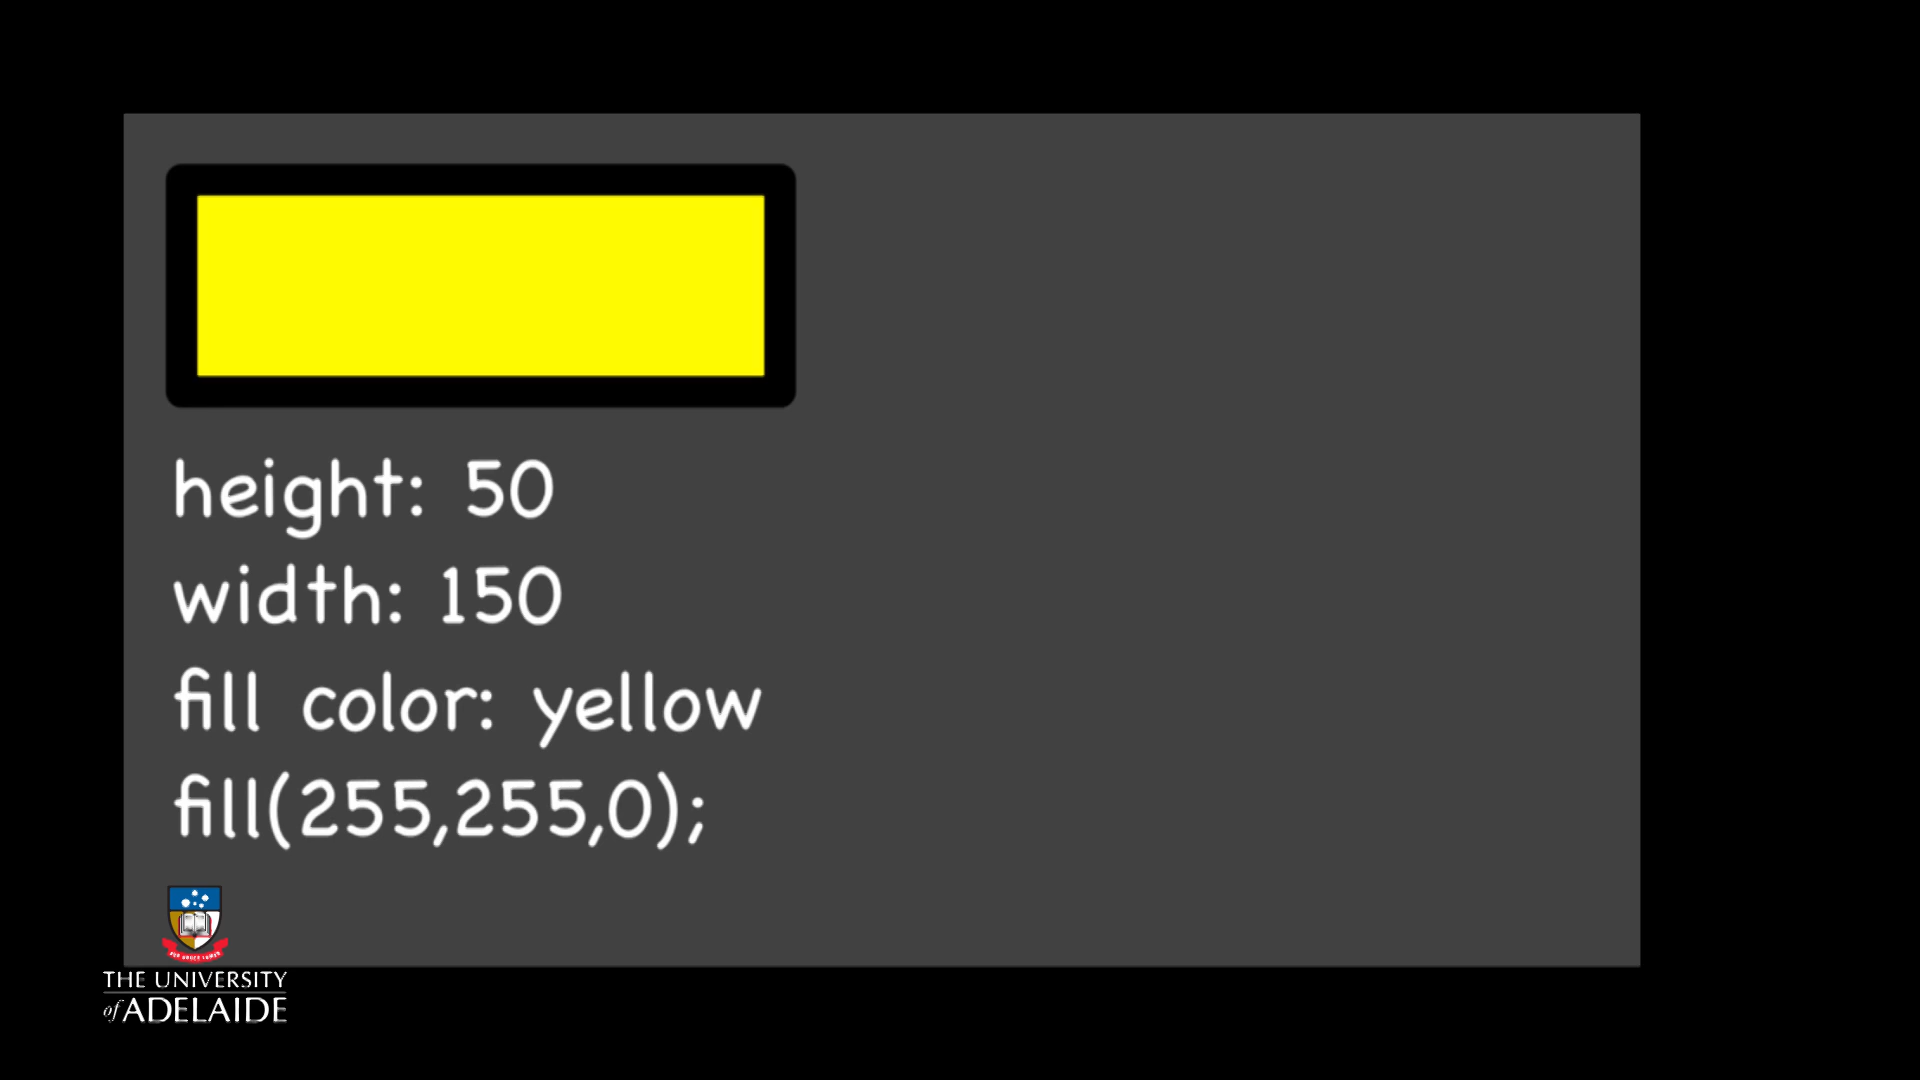 height: 50
width: 150
fill color: yellow
fill(255,255,0);
THE UNIVERSITY
of ADELAIDE